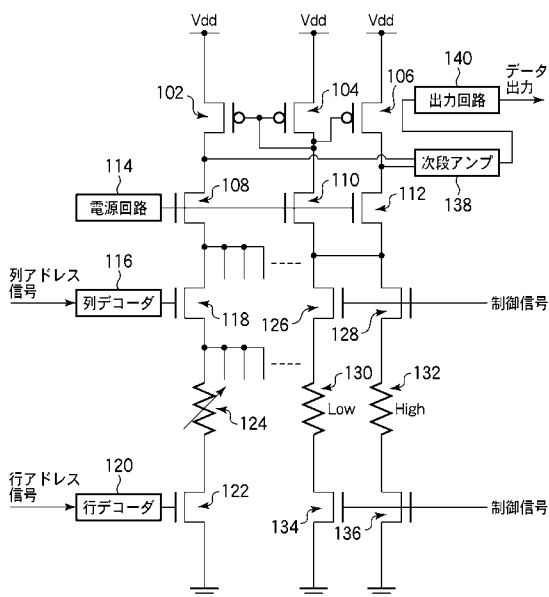 Vdd
Vdd
Vdd
140
102
104
106
出力回路
データ
出力
114
108
110
112
次段アンプ
138
電源回路
列アドレス
信号
116
列デコーダ
118
126
128
制御信号
124
130
Low
132
High
行アドレス
信号
120
行デコーダ
122
134
136
制御信号